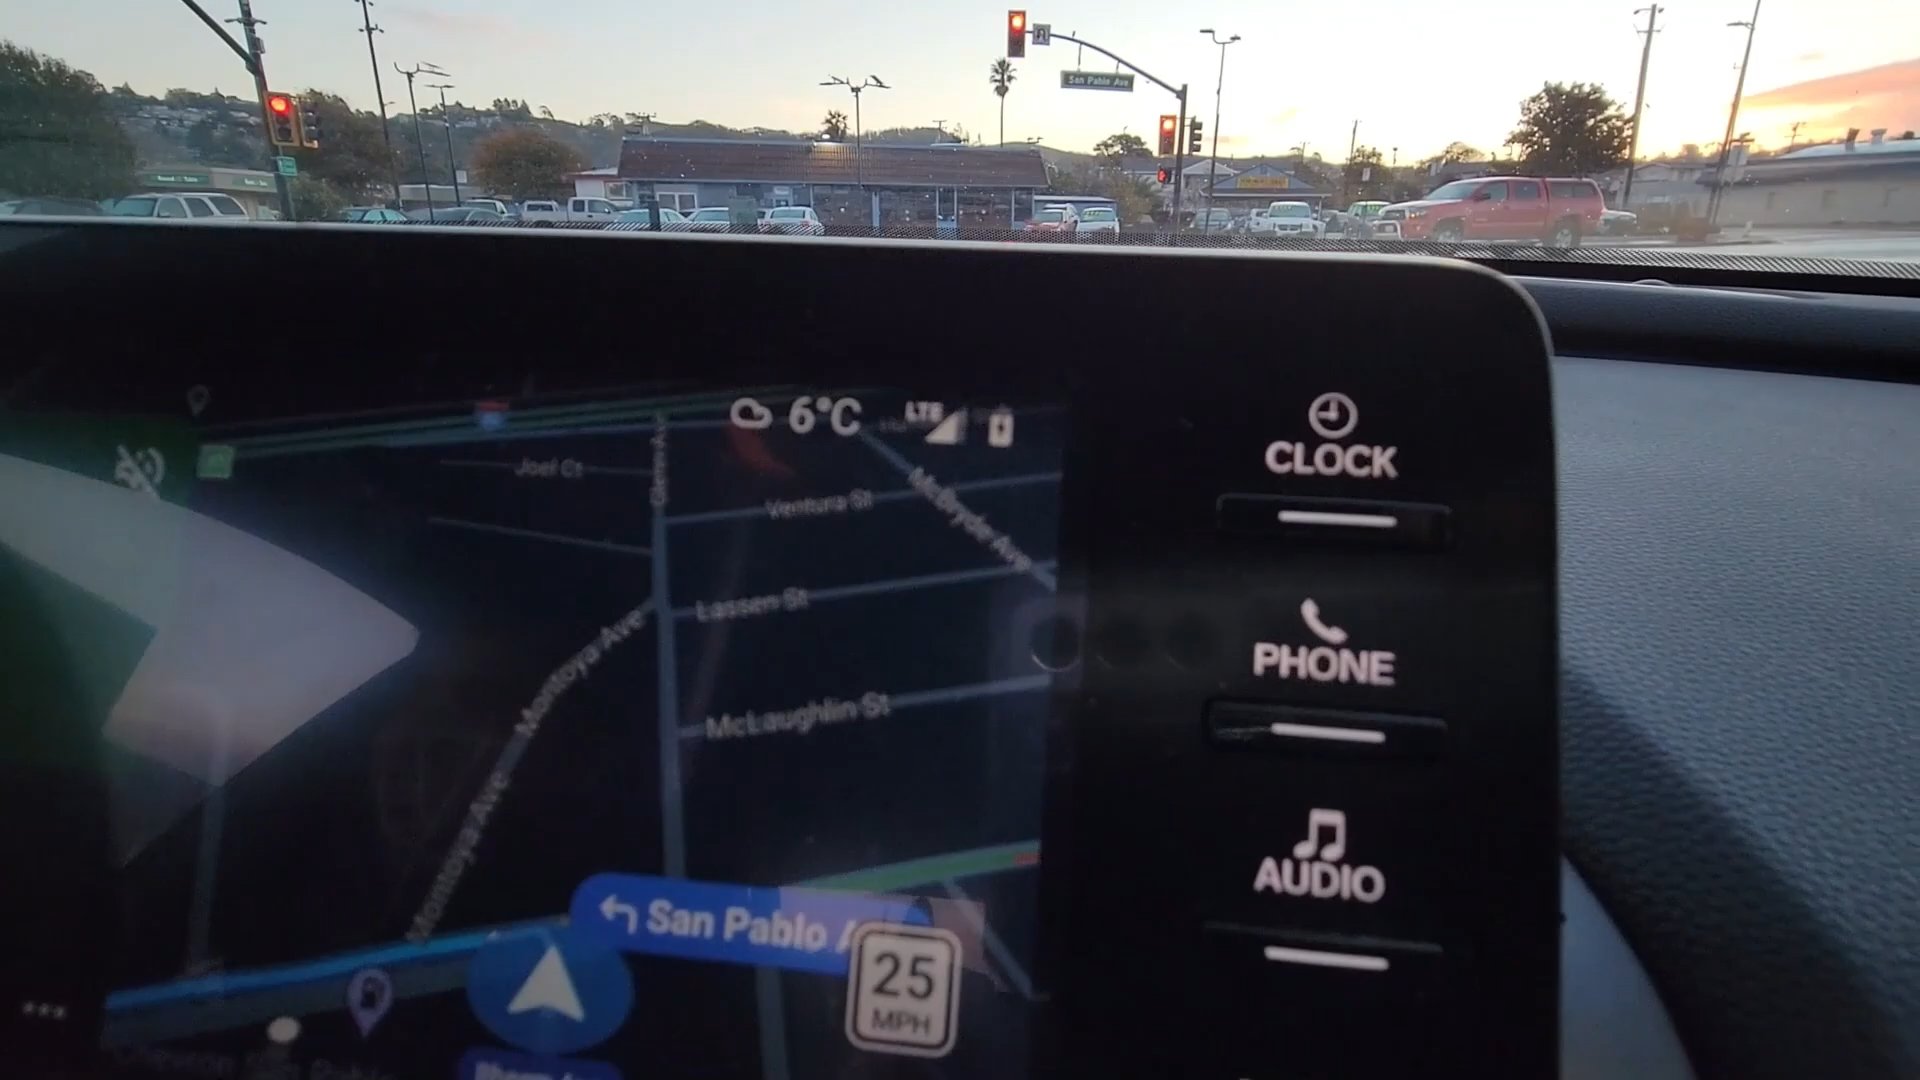 San Pablo Ave
6°C
LTE
CLOCK
Joel Ct
Ventura St
McBryde Ave
Lassen St
Montoya Ave
PHONE
McLaughlin St
Montoya Ave
AUDIO
San Pablo
25
MPH